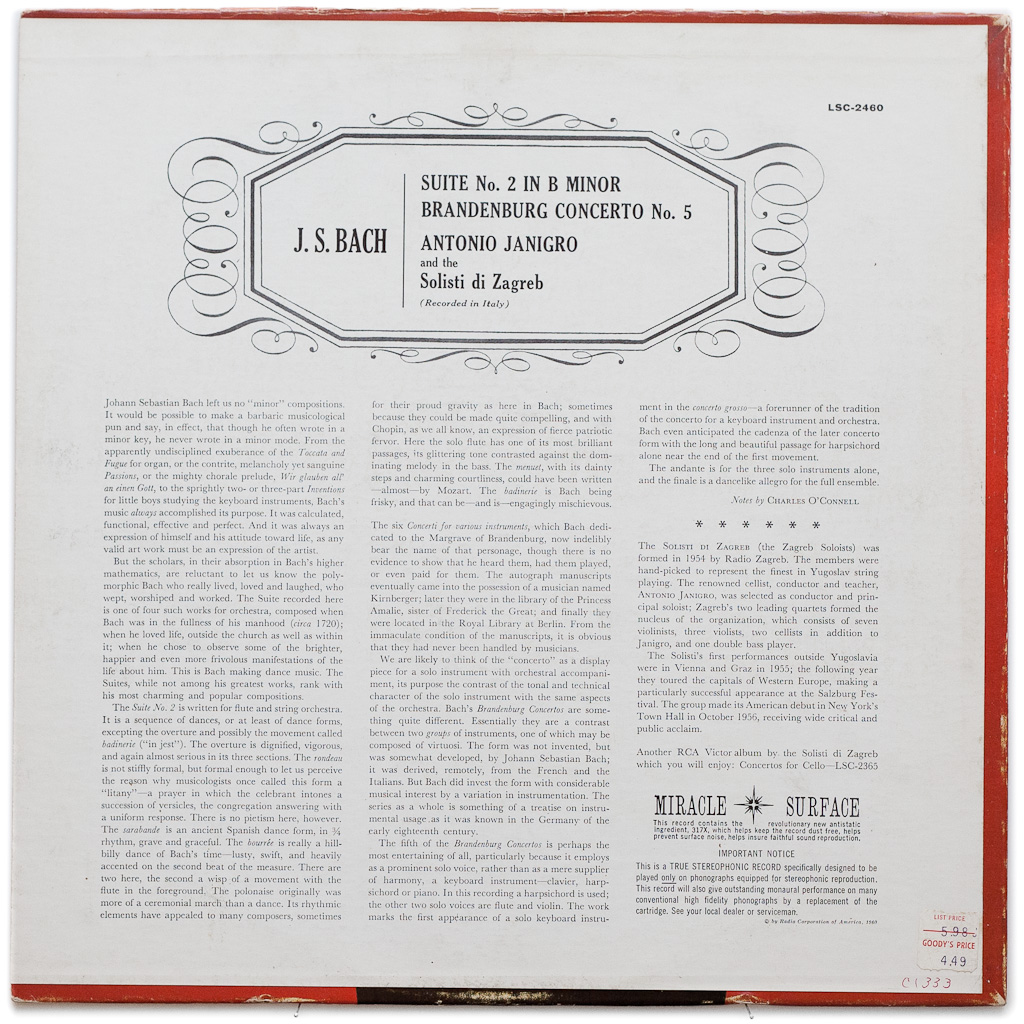 LSC-2460
J. S. BACH
SUITE No. 2 IN B MINOR
BRANDENBURG CONCERTO No. 5
ANTONIO JANIGRO
and the
Solisti di Zagreb
(Recorded in Italy)
Johann Sebastian Bach left us no "minor" compositions.
It would be possible to make a barbaric musicological
pun and say, in effect, that though he often wrote in a
minor key, he never wrote in a minor mode. From the
apparently undisciplined exuberance of the Toccata and
Fugue for organ, or the contrite, melancholy yet sanguine
Passions, or the mighty chorale prelude, Wir glauben all'
an einen Gott, to the sprightly two- or three-part Inventions
for little boys studying the keyboard instruments, Bach's
music always accomplished its purpose. It was calculated,
functional, effective and perfect. And it was always an
expression of himself and his attitude toward life, as any
valid art work must be an expression of the artist.
But the scholars, in their absorption in Bach's higher
mathematics, are reluctant to let us know the poly-
morphic Bach who really lived, loved and laughed, who
wept, worshiped and worked. The Suite recorded here
is one of four such works for orchestra, composed when
Bach was in the fullness of his manhood (circa 1720);
when he loved life, outside the church as well as within
it; when he chose to observe some of the brighter,
happier and even more frivolous manifestations of the
life about him. This is Bach making dance music. The
Suites, while not among his greatest works, rank with
his most charming and popular compositions.
The Suite No. 2 is written for flute and string orchestra.
It is a sequence of dances, or at least of dance forms,
excepting the overture and possibly the movement called
badinerie ("in jest"). The overture is dignified, vigorous,
and again almost serious in its three sections. The rondeau
is not stiffly formal, but formal enough to let us perceive
the reason why musicologists once called this form a
"litany"—a prayer in which the celebrant intones a
succession of versicles, the congregation answering with
a uniform response. There is no pietism here, however.
The sarabande is an ancient Spanish dance form, in ¾
rhythm, grave and graceful. The bourrée is really a hill-
billy dance of Bach's time—lusty, swift, and heavily
accented on the second beat of the measure. There are
two here, the second a wisp of a movement with the
flute in the foreground. The polonaise originally was
more of a ceremonial march than a dance. Its rhythmic
elements have appealed to many composers, sometimes
for their proud gravity as here in Bach; sometimes
because they could be made quite compelling, and with
Chopin, as we all know, an expression of fierce patriotic
fervor. Here the solo flute has one of its most brilliant
passages, its glittering tone contrasted against the dom-
inating melody in the bass. The menuet, with its dainty
steps and charming courtliness, could have been written
—almost—by Mozart. The badinerie is Bach being
frisky, and that can be—and is—engagingly mischievous.
The six Concerti for various instruments, which Bach dedi-
cated to the Margrave of Brandenburg, now indelibly
bear the name of that personage, though there is no
evidence to show that he heard them, had them played,
or even paid for them. The autograph manuscripts
eventually came into the possession of a musician named
Kirnberger; later they were in the library of the Princess
Amalie, sister of Frederick the Great; and finally they
were located in the Royal Library at Berlin. From the
immaculate condition of the manuscripts, it is obvious
that they had never been handled by musicians.
We are likely to think of the "concerto" as a display
piece for a solo instrument with orchestral accompani-
ment, its purpose the contrast of the tonal and technical
character of the solo instrument with the same aspects
of the orchestra. Bach's Brandenburg Concertos are some-
thing quite different. Essentially they are a contrast
between two groups of instruments, one of which may be
composed of virtuosi. The form was not invented, but
was somewhat developed, by Johann Sebastian Bach;
it was derived, remotely, from the French and the
Italians. But Bach did invest the form with considerable
musical interest by a variation in instrumentation. The
series as a whole is something of a treatise on instru-
mental usage as it was known in the Germany of the
early eighteenth century.
The fifth of the Brandenburg Concertos is perhaps the
most entertaining of all, particularly because it employs
as a prominent solo voice, rather than as a mere supplier
of harmony, a keyboard instrument—clavier, harp-
sichord or piano. In this recording a harpsichord is used;
the other two solo voices are flute and violin. The work
marks the first appearance of a solo keyboard instru-
ment in the concerto grosso—a forerunner of the tradition
of the concerto for a keyboard instrument and orchestra.
Bach even anticipated the cadenza of the later concerto
form with the long and beautiful passage for harpsichord
alone near the end of the first movement.
The andante is for the three solo instruments alone,
and the finale is a dancelike allegro for the full ensemble.
Notes by CHARLES O'CONNELL
* * * * * *
The SOLISTI DI ZAGREB (the Zagreb Soloists) was
formed in 1954 by Radio Zagreb. The members were
hand-picked to represent the finest in Yugoslav string
playing. The renowned cellist, conductor and teacher,
ANTONIO JANIGRO, was selected as conductor and prin-
cipal soloist; Zagreb's two leading quartets formed the
nucleus of the organization, which consists of seven
violinists, three violists, two cellists in addition to
Janigro, and one double bass player.
The Solisti's first performances outside Yugoslavia
were in Vienna and Graz in 1955; the following year
they toured the capitals of Western Europe, making a
particularly successful appearance at the Salzburg Fes-
tival. The group made its American debut in New York's
Town Hall in October 1956, receiving wide critical and
public acclaim.
Another RCA Victor album by the Solisti di Zagreb
which you will enjoy: Concertos for Cello—LSC-2365
MIRACLE SURFACE
This record contains the revolutionary new antistatic
ingredient, 317X, which helps keep the record dust free, helps
prevent surface noise, helps insure faithful sound reproduction.
IMPORTANT NOTICE
This is a TRUE STEREOPHONIC RECORD specifically designed to be
played only on phonographs equipped for stereophonic reproduction.
This record will also give outstanding monaural performance on many
conventional high fidelity phonographs by a replacement of the
cartridge. See your local dealer or serviceman.
© by Radio Corporation of America, 1960
LIST PRICE
5.98
GOODY'S PRICE
4.49
C1333